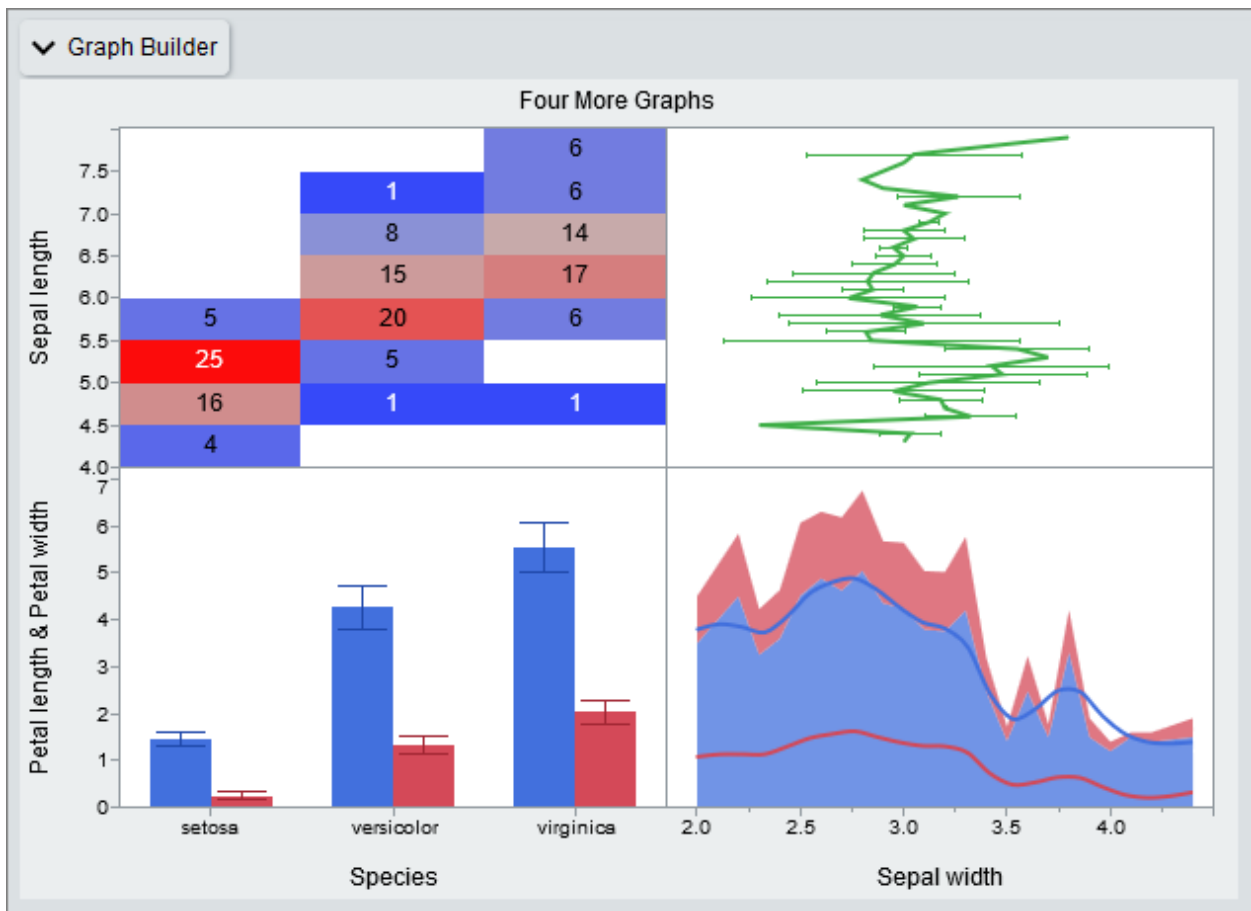 Graph Builder
Four More Graphs
Sepal length
7.5
7.0
6.5
6.0
5.5
5.0
4.5
4.0
6
1 6
8 14
15 17
5 20 6
25 5
16 1 1
4
Petal length & Petal width
7
6
5
4
3
2
1
0
setosa versicolor virginica
2.0 2.5 3.0 3.5 4.0
Species
Sepal width